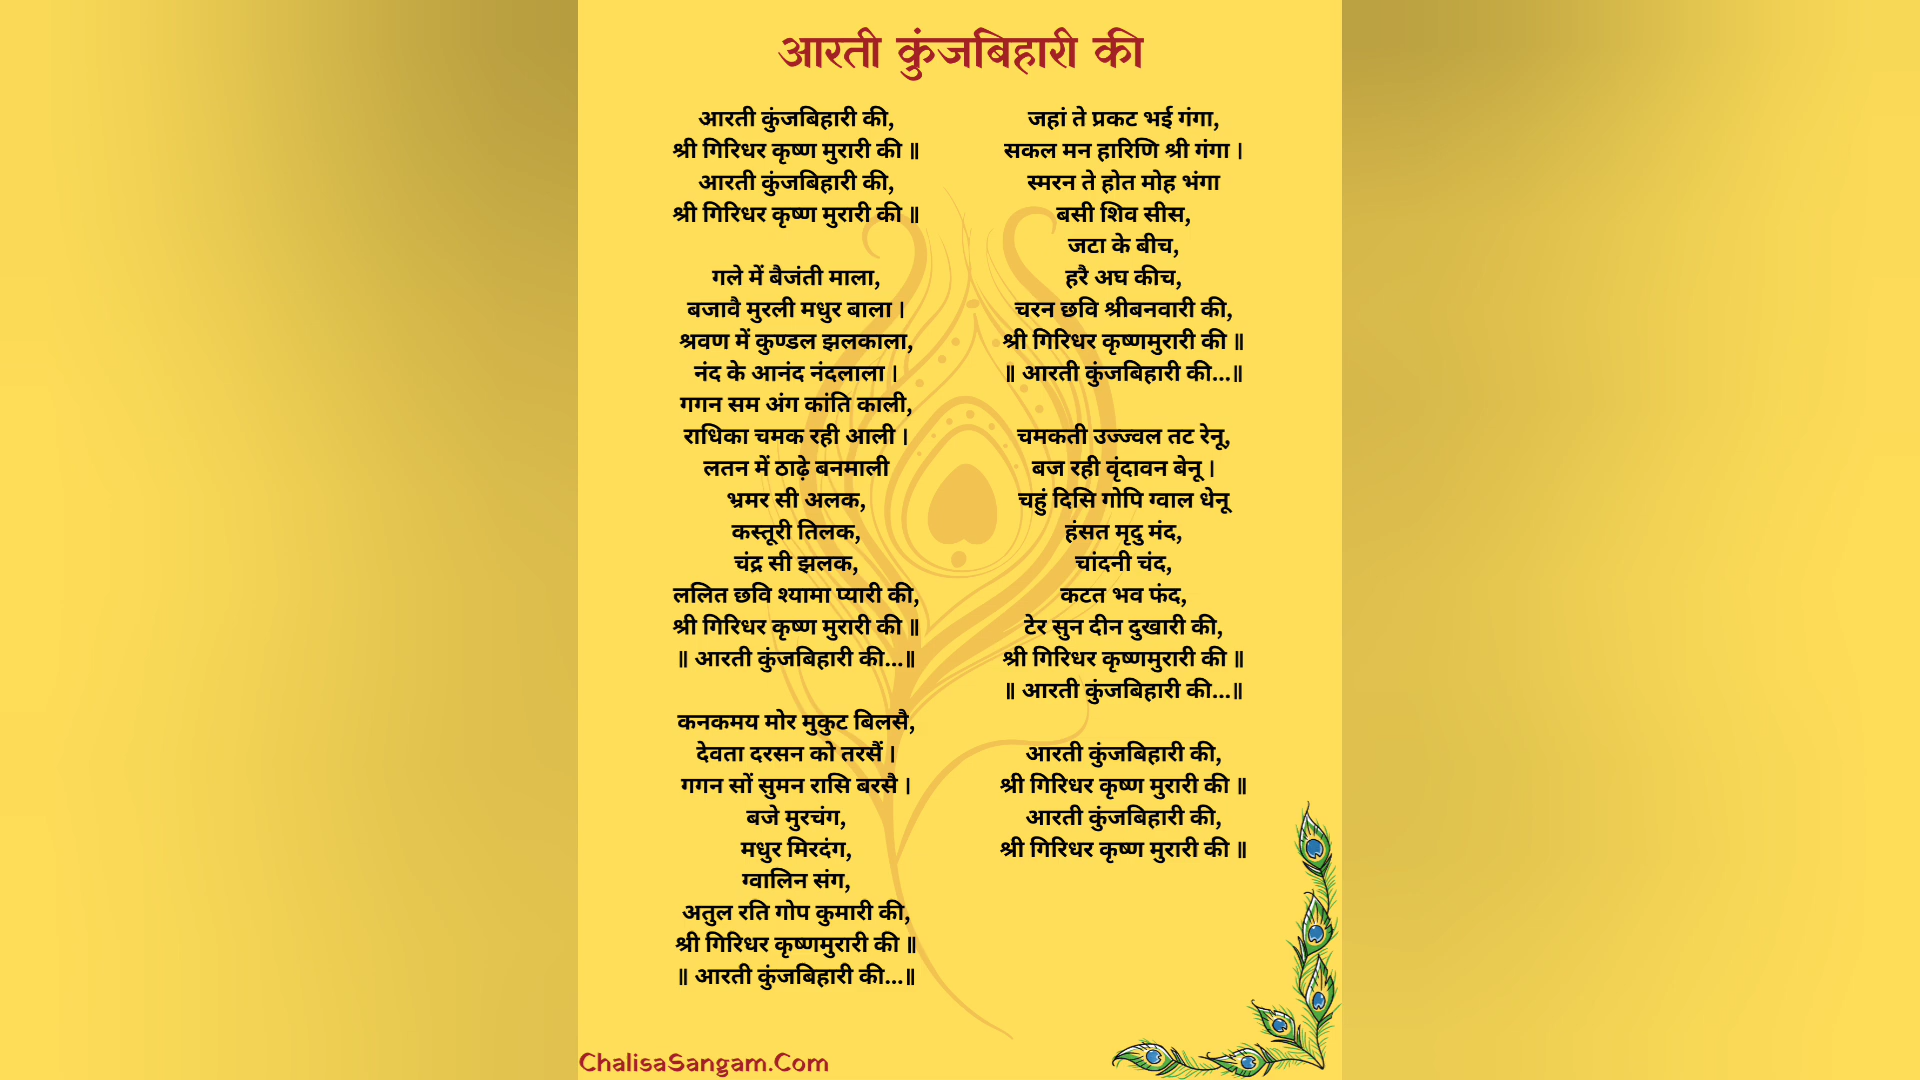 आरती कुंजबिहारी की
आरती कुंजबिहारी की,
श्री गिरिधर कृष्ण मुरारी की ॥
आरती कुंजबिहारी की,
श्री गिरिधर कृष्ण मुरारी की ॥
गले में बैजंती माला,
बजावै मुरली मधुर बाला ।
श्रवण में कुण्डल झलकाला,
नंद के आनंद नंदलाला ।
गगन सम अंग कांति काली,
राधिका चमक रही आली ।
लतन में ठाढ़े बनमाली
भ्रमर सी अलक,
कस्तूरी तिलक,
चंद्र सी झलक,
ललित छवि श्यामा प्यारी की,
श्री गिरिधर कृष्ण मुरारी की ॥
॥ आरती कुंजबिहारी की...॥
कनकमय मोर मुकुट बिलसै,
देवता दरसन को तरसैं ।
गगन सों सुमन रासि बरसै ।
बजे मुरचंग,
मधुर मिरदंग,
ग्वालिन संग,
अतुल रति गोप कुमारी की,
श्री गिरिधर कृष्णमुरारी की ॥
॥ आरती कुंजबिहारी की...॥
जहां ते प्रकट भई गंगा,
सकल मन हारिणि श्री गंगा ।
स्मरन ते होत मोह भंगा
बसी शिव सीस,
जटा के बीच,
हरै अघ कीच,
चरन छवि श्रीबनवारी की,
श्री गिरिधर कृष्णमुरारी की ॥
॥ आरती कुंजबिहारी की...॥
चमकती उज्ज्वल तट रेनू,
बज रही वृंदावन बेनू ।
चहुं दिसि गोपि ग्वाल धेनू
हंसत मृदु मंद,
चांदनी चंद,
कटत भव फंद,
टेर सुन दीन दुखारी की,
श्री गिरिधर कृष्णमुरारी की ॥
॥ आरती कुंजबिहारी की...॥
आरती कुंजबिहारी की,
श्री गिरिधर कृष्ण मुरारी की ॥
आरती कुंजबिहारी की,
श्री गिरिधर कृष्ण मुरारी की ॥
ChalisaSangam.Com